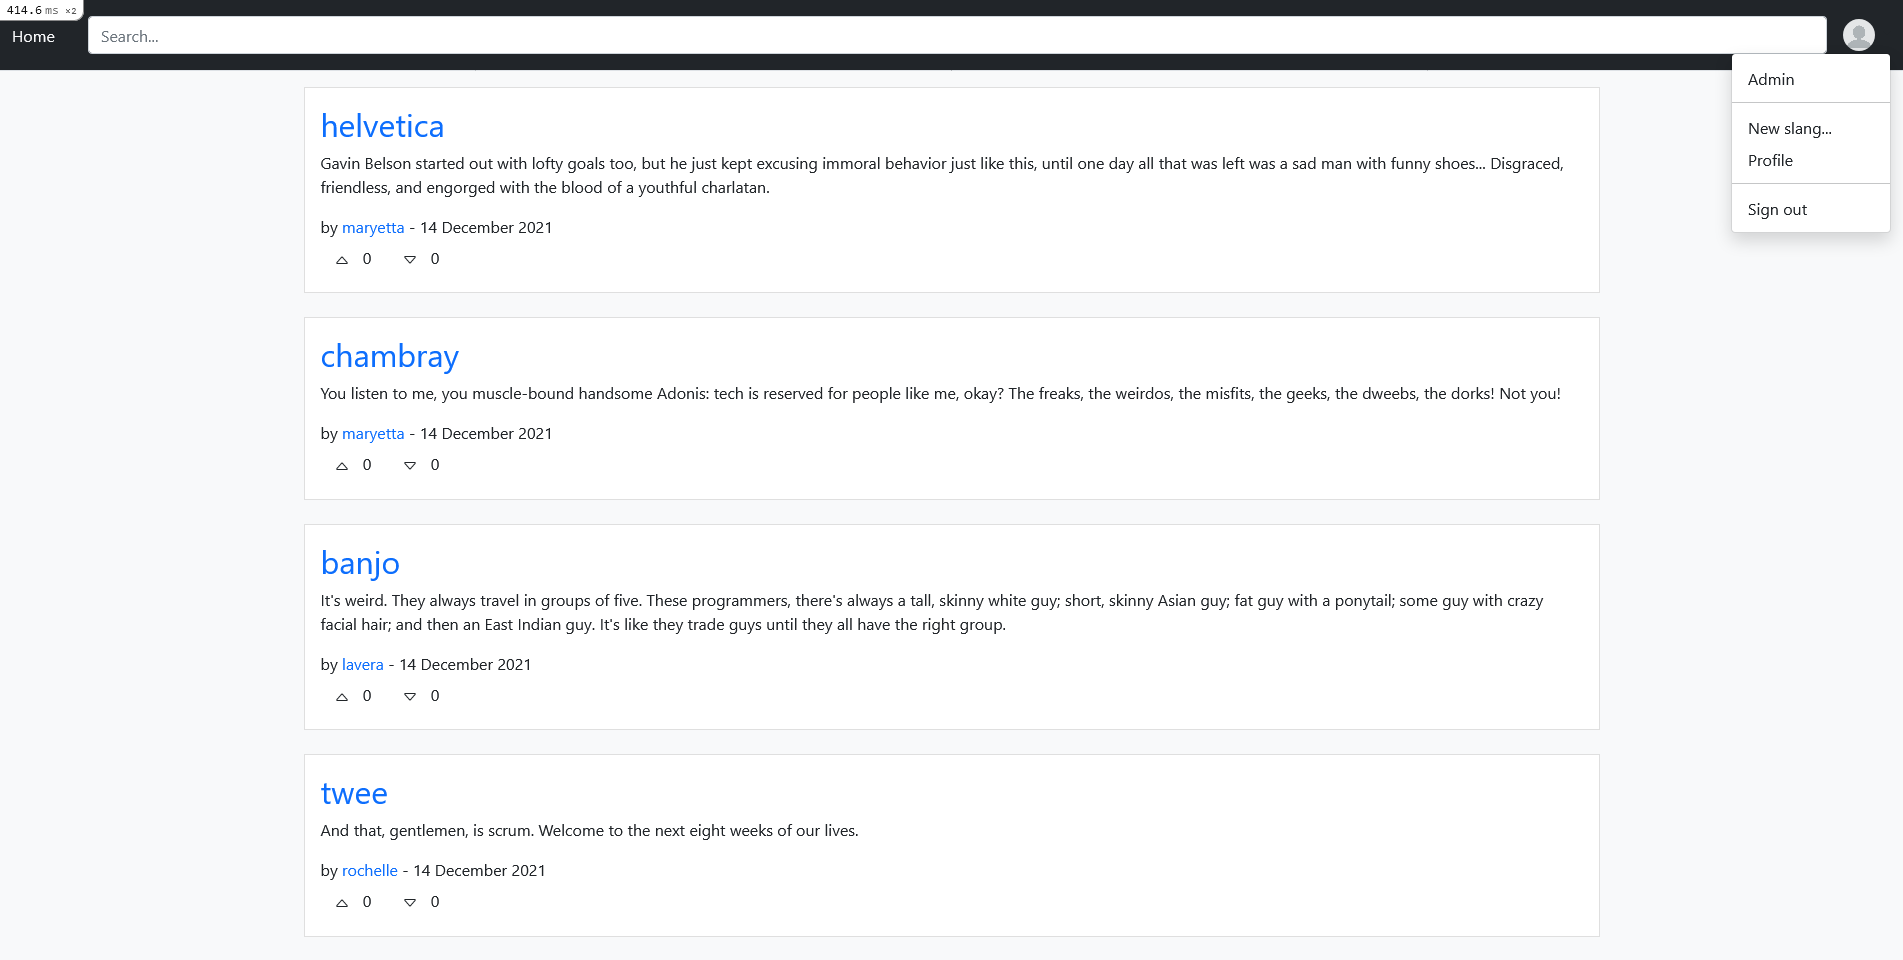 414.6 ms ×2
Home
Search...
Admin
New slang...
Profile
Sign out
helvetica
Gavin Belson started out with lofty goals too, but he just kept excusing immoral behavior just like this, until one day all that was left was a sad man with funny shoes... Disgraced,
friendless, and engorged with the blood of a youthful charlatan.
by maryetta - 14 December 2021
0 0
chambray
You listen to me, you muscle-bound handsome Adonis: tech is reserved for people like me, okay? The freaks, the weirdos, the misfits, the geeks, the dweebs, the dorks! Not you!
by maryetta - 14 December 2021
0 0
banjo
It's weird. They always travel in groups of five. These programmers, there's always a tall, skinny white guy; short, skinny Asian guy; fat guy with a ponytail; some guy with crazy
facial hair; and then an East Indian guy. It's like they trade guys until they all have the right group.
by lavera - 14 December 2021
0 0
twee
And that, gentlemen, is scrum. Welcome to the next eight weeks of our lives.
by rochelle - 14 December 2021
0 0